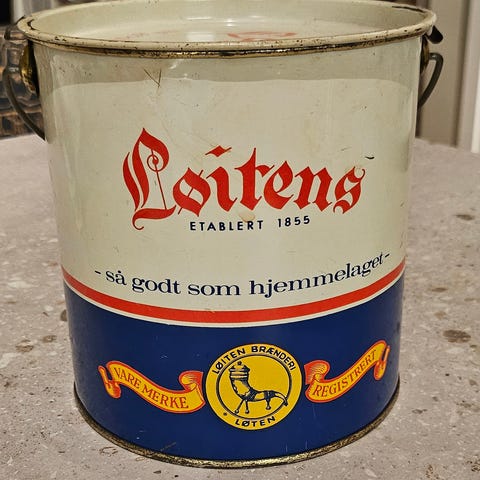 Løitens
ETABLERT 1855
- så godt som hjemmelaget -
LØITEN BRÆNDERI
VARE MERKE
REGISTRERT
LØTEN